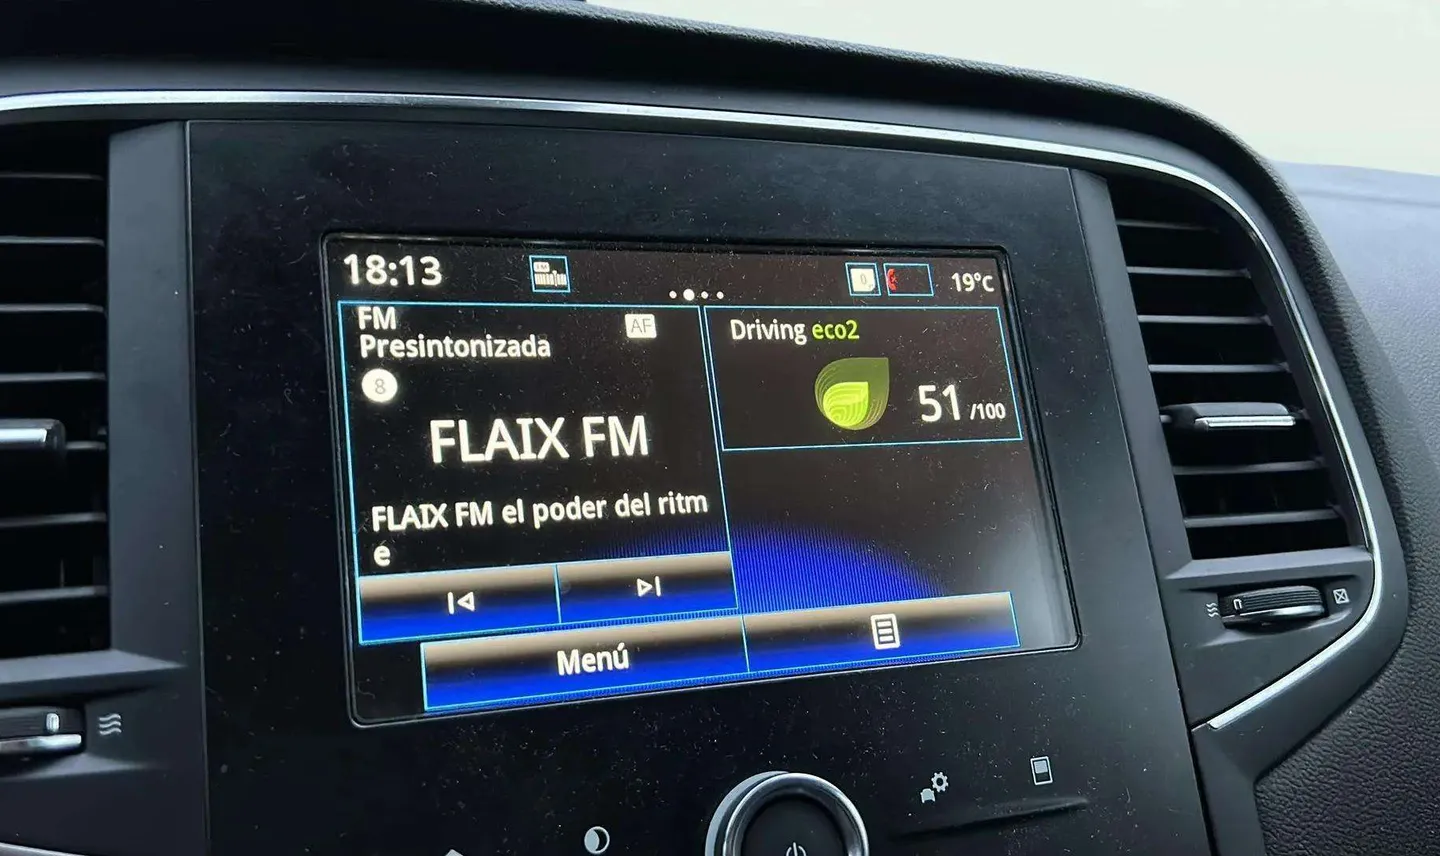 18:13
19°C
FM
Presintonizada
AF
8
FLAIX FM
FLAIX FM el poder del ritm
e
Driving eco2
51 /100
Menú